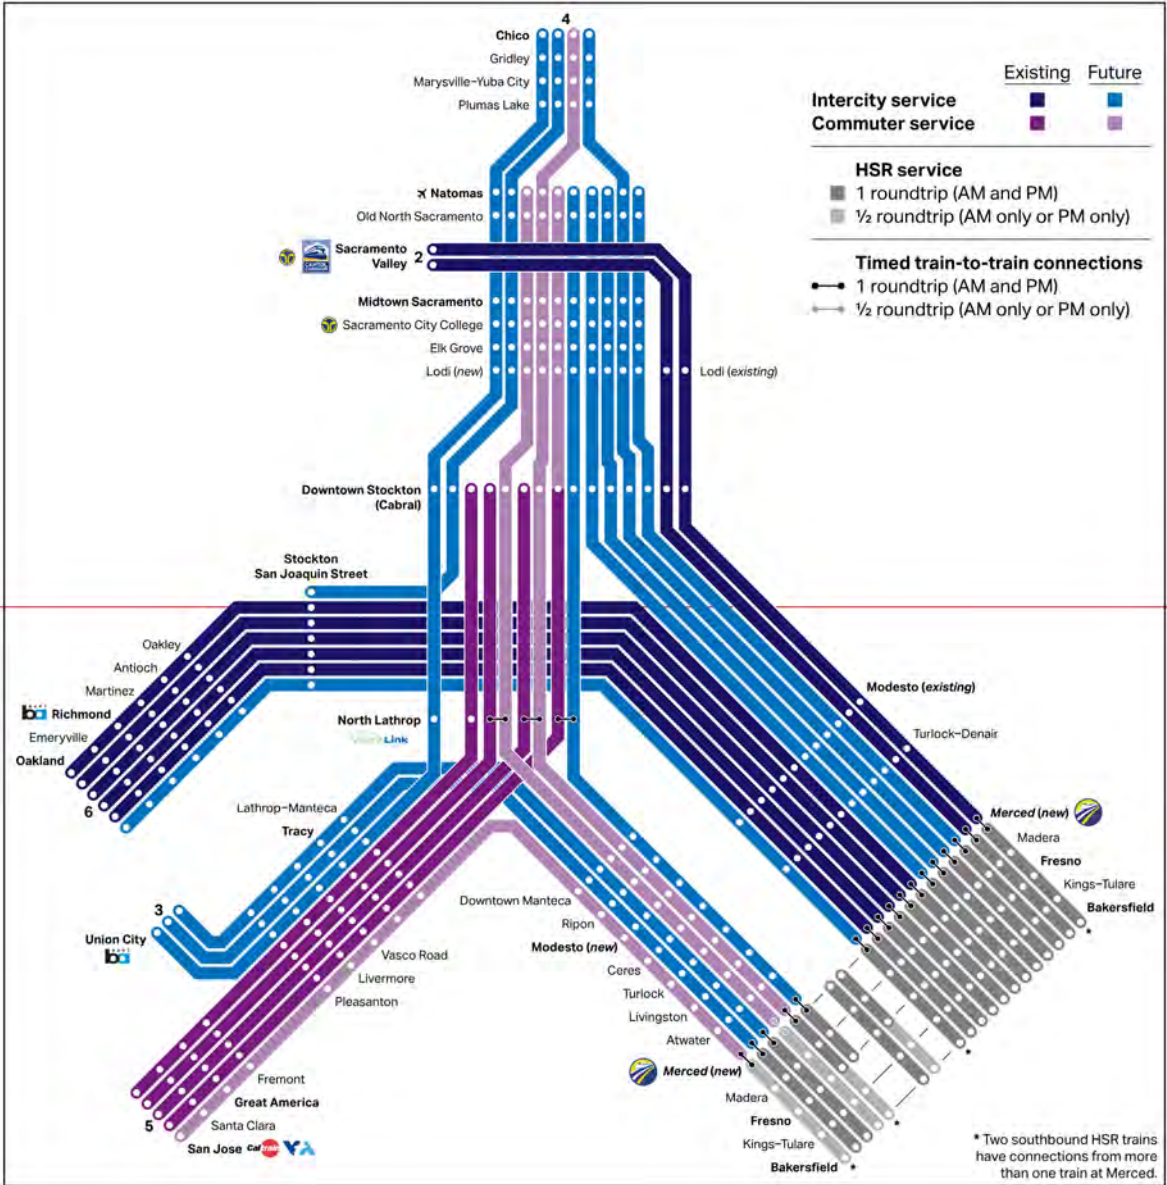 4
Chico
Gridley
Marysville–Yuba City
Plumas Lake
Existing Future
Intercity service
Commuter service
HSR service
1 roundtrip (AM and PM)
½ roundtrip (AM only or PM only)
Timed train-to-train connections
1 roundtrip (AM and PM)
½ roundtrip (AM only or PM only)
Natomas
Old North Sacramento
Sacramento
Valley
2
Midtown Sacramento
Sacramento City College
Elk Grove
Lodi (new)
Lodi (existing)
Downtown Stockton
(Cabral)
Stockton
San Joaquin Street
Oakley
Antioch
Martinez
Richmond
Emeryville
Oakland
6
North Lathrop
Link
Modesto (existing)
Turlock–Denair
Merced (new)
Madera
Fresno
Kings–Tulare
Bakersfield
*
Lathrop–Manteca
Tracy
3
Union City
Downtown Manteca
Ripon
Modesto (new)
Ceres
Turlock
Livingston
Atwater
Merced (new)
Vasco Road
Livermore
Pleasanton
*
Fremont
Great America
Santa Clara
5
San Jose Caltrain VTA
Madera
Fresno
Kings–Tulare
Bakersfield *
*
* Two southbound HSR trains
have connections from more
than one train at Merced.